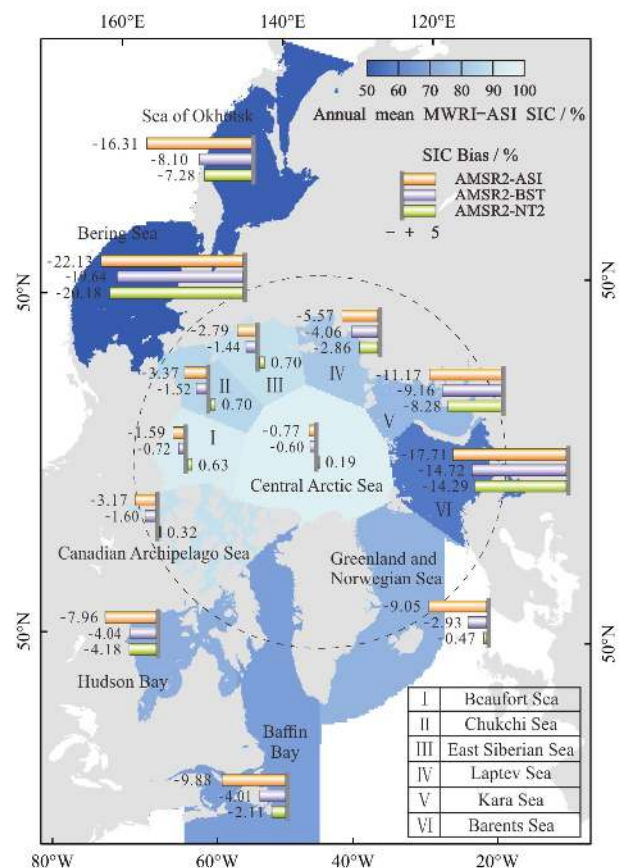 160°E 140°E 120°E
50 60 70 80 90 100
Annual mean MWRI-ASI SIC / %
SIC Bias / %
AMSR2-ASI
AMSR2-BST
AMSR2-NT2
− + 5
Sea of Okhotsk
-16.31
-8.10
-7.28
Bering Sea
-22.13
-19.64
-20.18
50°N 50°N
-2.79
-1.44
0.70
III
-5.57
-4.06
-2.86
IV
-3.37
-1.52
0.70
II
-11.17
-9.16
-8.28
V
-1.59
-0.72
0.63
I
-0.77
-0.60
0.19
Central Arctic Sea
-17.71
-14.72
-14.29
VI
-3.17
-1.60
0.32
Canadian Archipelago Sea
Greenland and
Norwegian Sea
-9.05
-2.93
-0.47
-7.96
-4.04
-4.18
Hudson Bay
50°N 50°N
Baffin
Bay
-9.88
-4.01
-2.11
I Beaufort Sea
II Chukchi Sea
III East Siberian Sea
IV Laptev Sea
V Kara Sea
VI Barents Sea
80°W 60°W 40°W 20°W